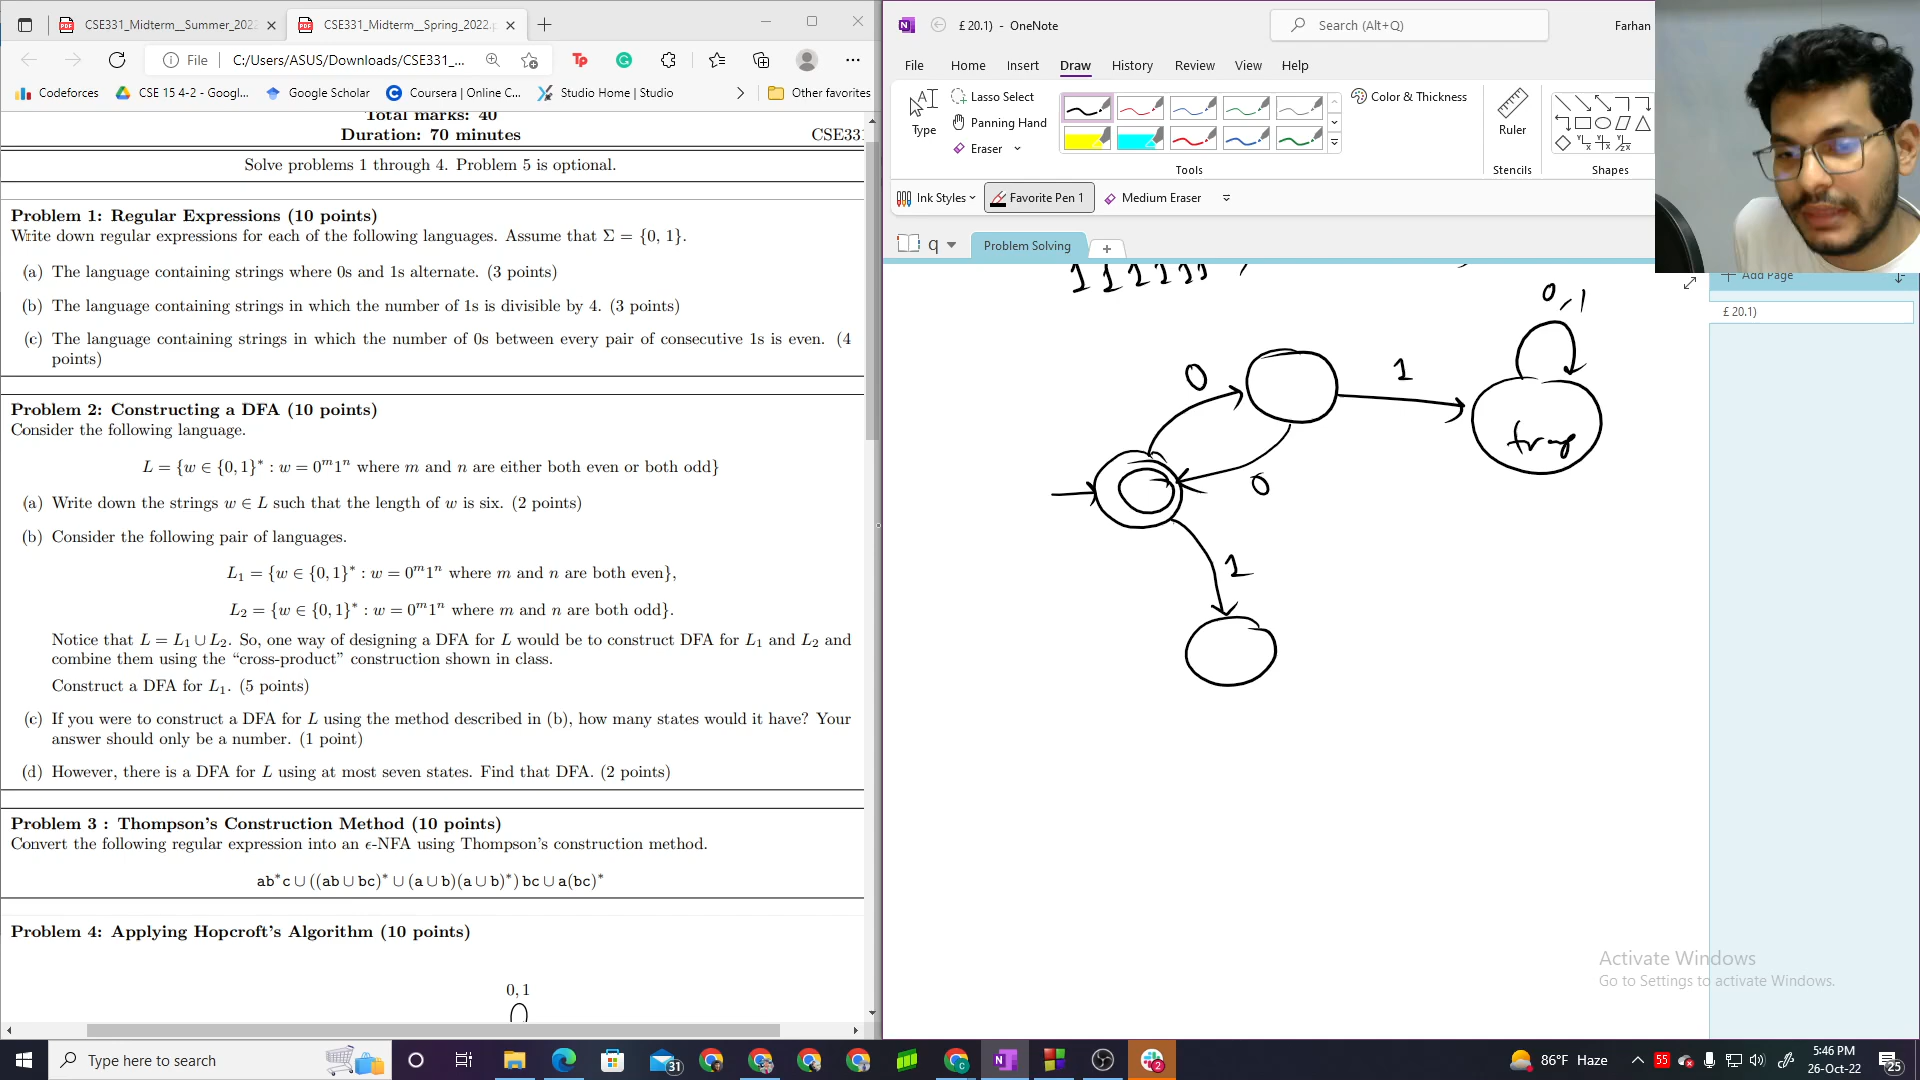 CSE331_Midterm__Summer_202
CSE331_Midterm__Spring_2022.p
File
C:/Users/ASUS/Downloads/CSE331_...
Codeforces
CSE 15 4-2 - Googl...
Google Scholar
Coursera | Online C...
Studio Home | Studio
Other favorites
Total marks: 40
Duration: 70 minutes
CSE331
Solve problems 1 through 4. Problem 5 is optional.
Problem 1: Regular Expressions (10 points)
Write down regular expressions for each of the following languages. Assume that Σ = {0, 1}.
(a) The language containing strings where 0s and 1s alternate. (3 points)
(b) The language containing strings in which the number of 1s is divisible by 4. (3 points)
(c) The language containing strings in which the number of 0s between every pair of consecutive 1s is even. (4
points)
Problem 2: Constructing a DFA (10 points)
Consider the following language.
L = {w ∈ {0, 1}* : w = 0ᵐ1ⁿ where m and n are either both even or both odd}
(a) Write down the strings w ∈ L such that the length of w is six. (2 points)
(b) Consider the following pair of languages.
L₁ = {w ∈ {0, 1}* : w = 0ᵐ1ⁿ where m and n are both even},
L₂ = {w ∈ {0, 1}* : w = 0ᵐ1ⁿ where m and n are both odd}.
Notice that L = L₁ ∪ L₂. So, one way of designing a DFA for L would be to construct DFA for L₁ and L₂ and
combine them using the “cross-product” construction shown in class.
Construct a DFA for L₁. (5 points)
(c) If you were to construct a DFA for L using the method described in (b), how many states would it have? Your
answer should only be a number. (1 point)
(d) However, there is a DFA for L using at most seven states. Find that DFA. (2 points)
Problem 3 : Thompson’s Construction Method (10 points)
Convert the following regular expression into an ϵ-NFA using Thompson’s construction method.
ab*c ∪ ((ab ∪ bc)* ∪ (a ∪ b)(a ∪ b)*) bc ∪ a(bc)*
Problem 4: Applying Hopcroft’s Algorithm (10 points)
0, 1
£ 20.1) - OneNote
Search (Alt+Q)
Farhan
File
Home
Insert
Draw
History
Review
View
Help
Type
Lasso Select
Panning Hand
Eraser
Color & Thickness
Ruler
Tools
Stencils
Shapes
Ink Styles
Favorite Pen 1
Medium Eraser
q
Problem Solving
Add Page
£ 20.1)
111111
0,1
0
1
trap
0
1
Activate Windows
Go to Settings to activate Windows.
Type here to search
31
55
2
86°F Haze
5:46 PM
26-Oct-22
25